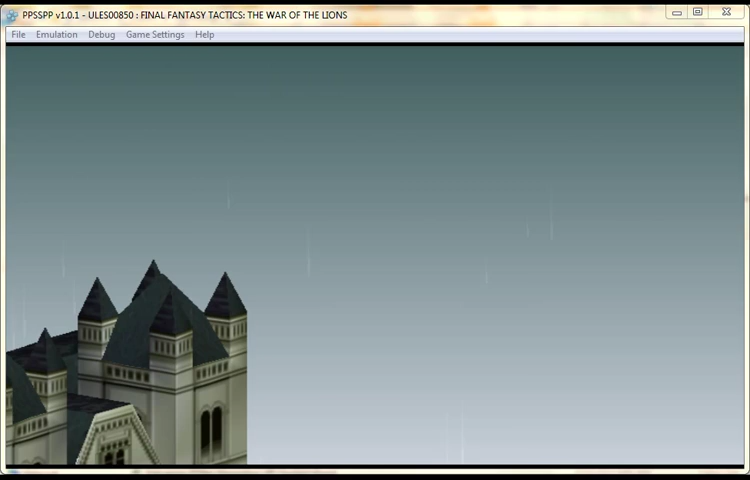 PPSSPP v1.0.1 - ULES00850 : FINAL FANTASY TACTICS: THE WAR OF THE LIONS
File Emulation Debug Game Settings Help